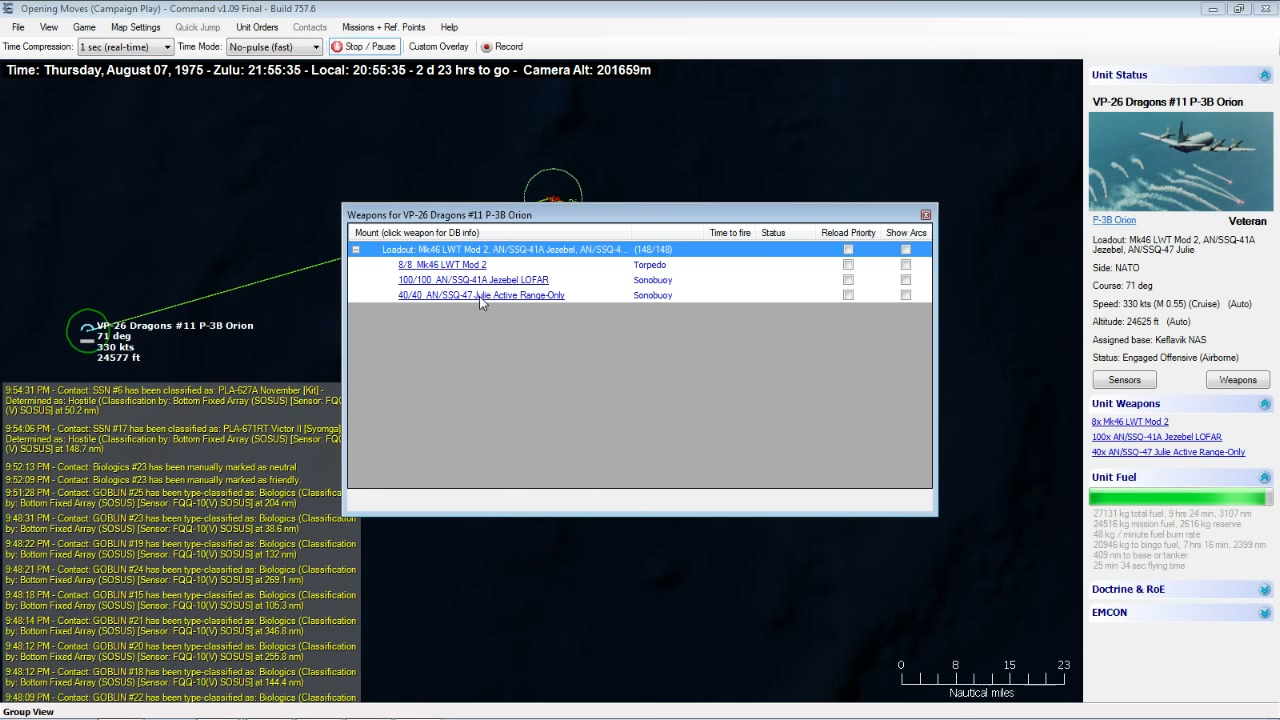 Opening Moves (Campaign Play) - Command v1.09 Final - Build 757.6
File View Game Map Settings Quick Jump Unit Orders Contacts Missions + Ref. Points Help
Time Compression: 1 sec (real-time) Time Mode: No-pulse (fast) Stop / Pause Custom Overlay Record
Time: Thursday, August 07, 1975 - Zulu: 21:55:35 - Local: 20:55:35 - 2 d 23 hrs to go - Camera Alt: 201659m
Weapons for VP-26 Dragons #11 P-3B Orion
Mount (click weapon for DB info) Time to fire Status Reload Priority Show Arcs
Loadout: Mk46 LWT Mod 2, AN/SSQ-41A Jezebel, AN/SSQ-4... (148/148)
8/8 Mk46 LWT Mod 2 Torpedo
100/100 AN/SSQ-41A Jezebel LOFAR Sonobuoy
40/40 AN/SSQ-47 Julie Active Range-Only Sonobuoy
VP-26 Dragons #11 P-3B Orion
71 deg
330 kts
24577 ft
9:54:31 PM - Contact: SSN #6 has been classified as: PLA-627A November [Kit] -
Determined as: Hostile (Classification by: Bottom Fixed Array (SOSUS) [Sensor: FQQ-10
(V) SOSUS] at 50.2 nm)
9:54:06 PM - Contact: SSN #17 has been classified as: PLA-671RT Victor II [Syomga]
Determined as: Hostile (Classification by: Bottom Fixed Array (SOSUS) [Sensor: FQQ-10
(V) SOSUS] at 148.7 nm)
9:52:13 PM - Contact: Biologics #23 has been manually marked as neutral.
9:52:09 PM - Contact: Biologics #23 has been manually marked as friendly.
9:51:28 PM - Contact: GOBLIN #25 has been type-classified as: Biologics (Classifica
by: Bottom Fixed Array (SOSUS) [Sensor: FQQ-10(V) SOSUS] at 204 nm)
9:48:31 PM - Contact: GOBLIN #23 has been type-classified as: Biologics (Classification
by: Bottom Fixed Array (SOSUS) [Sensor: FQQ-10(V) SOSUS] at 38.6 nm)
9:48:22 PM - Contact: GOBLIN #19 has been type-classified as: Biologics (Classification
by: Bottom Fixed Array (SOSUS) [Sensor: FQQ-10(V) SOSUS] at 132 nm)
9:48:21 PM - Contact: GOBLIN #24 has been type-classified as: Biologics (Classification
by: Bottom Fixed Array (SOSUS) [Sensor: FQQ-10(V) SOSUS] at 269.1 nm)
9:48:18 PM - Contact: GOBLIN #15 has been type-classified as: Biologics (Classification
by: Bottom Fixed Array (SOSUS) [Sensor: FQQ-10(V) SOSUS] at 105.3 nm)
9:48:14 PM - Contact: GOBLIN #21 has been type-classified as: Biologics (Classification
by: Bottom Fixed Array (SOSUS) [Sensor: FQQ-10(V) SOSUS] at 346.8 nm)
9:48:12 PM - Contact: GOBLIN #20 has been type-classified as: Biologics (Classification
by: Bottom Fixed Array (SOSUS) [Sensor: FQQ-10(V) SOSUS] at 255.8 nm)
9:48:12 PM - Contact: GOBLIN #18 has been type-classified as: Biologics (Classification
by: Bottom Fixed Array (SOSUS) [Sensor: FQQ-10(V) SOSUS] at 144.4 nm)
9:48:09 PM - Contact: GOBLIN #22 has been type-classified as: Biologics (Classification
0 8 15 23
Nautical miles
Group View
Unit Status
VP-26 Dragons #11 P-3B Orion
P-3B Orion Veteran
Loadout: Mk46 LWT Mod 2, AN/SSQ-41A
Jezebel, AN/SSQ-47 Julie
Side: NATO
Course: 71 deg
Speed: 330 kts (M 0.55) (Cruise) (Auto)
Altitude: 24625 ft (Auto)
Assigned base: Keflavik NAS
Status: Engaged Offensive (Airborne)
Sensors Weapons
Unit Weapons
8x Mk46 LWT Mod 2
100x AN/SSQ-41A Jezebel LOFAR
40x AN/SSQ-47 Julie Active Range-Only
Unit Fuel
27131 kg total fuel, 9 hrs 24 min, 3107 nm
24516 kg mission fuel, 2616 kg reserve
48 kg / minute fuel burn rate
20946 kg to bingo fuel, 7 hrs 16 min, 2399 nm
409 nm to base or tanker
25 min 34 sec flying time
Doctrine & RoE
EMCON